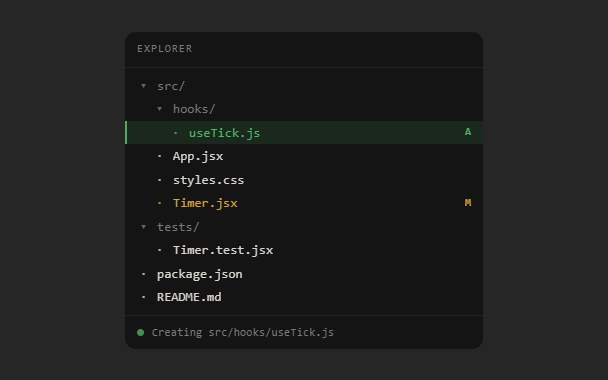 EXPLORER
src/
hooks/
useTick.js A
App.jsx
styles.css
Timer.jsx M
tests/
Timer.test.jsx
package.json
README.md
Creating src/hooks/useTick.js